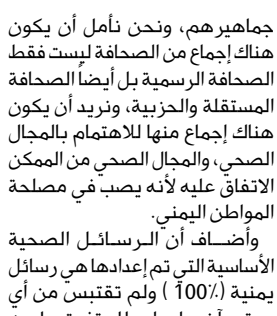 جماهيرهم، ونحن نأمل أن يكون
هناك إجماع من الصحافة ليست فقط
الصحافة الرسمية بل أيضاً الصحافة
المستقلة والحزبية، ونريد أن يكون
هناك إجماع منها للاهتمام بالمجال
الصحي، والمجال الصحي من الممكن
الاتفاق عليه لأنه يصب في مصلحة
المواطن اليمني.
وأضــاف أن الـرسـائـل الصحية
الأساسية التي تم إعدادها هي رسائل
يمنية (100٪ ) ولم تقتبس من أي